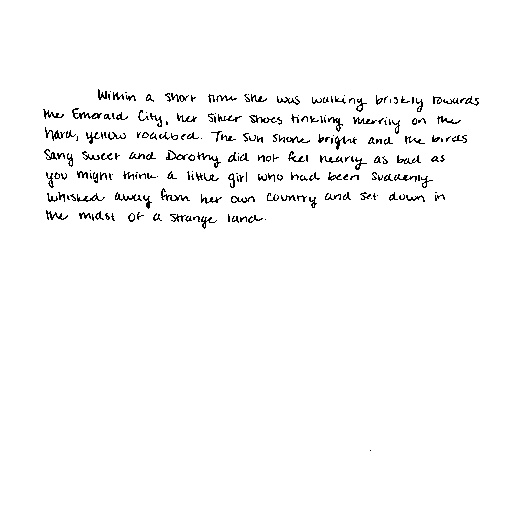 Within a short time she was walking briskly towards
the Emerald City, her Silver Shoes tinkling merrily on the
hard, yellow roadbed. The sun shone bright and the birds
sang sweet and Dorothy did not feel nearly as bad as
you might think a little girl who had been suddenly
whisked away from her own country and set down in
the midst of a strange land.